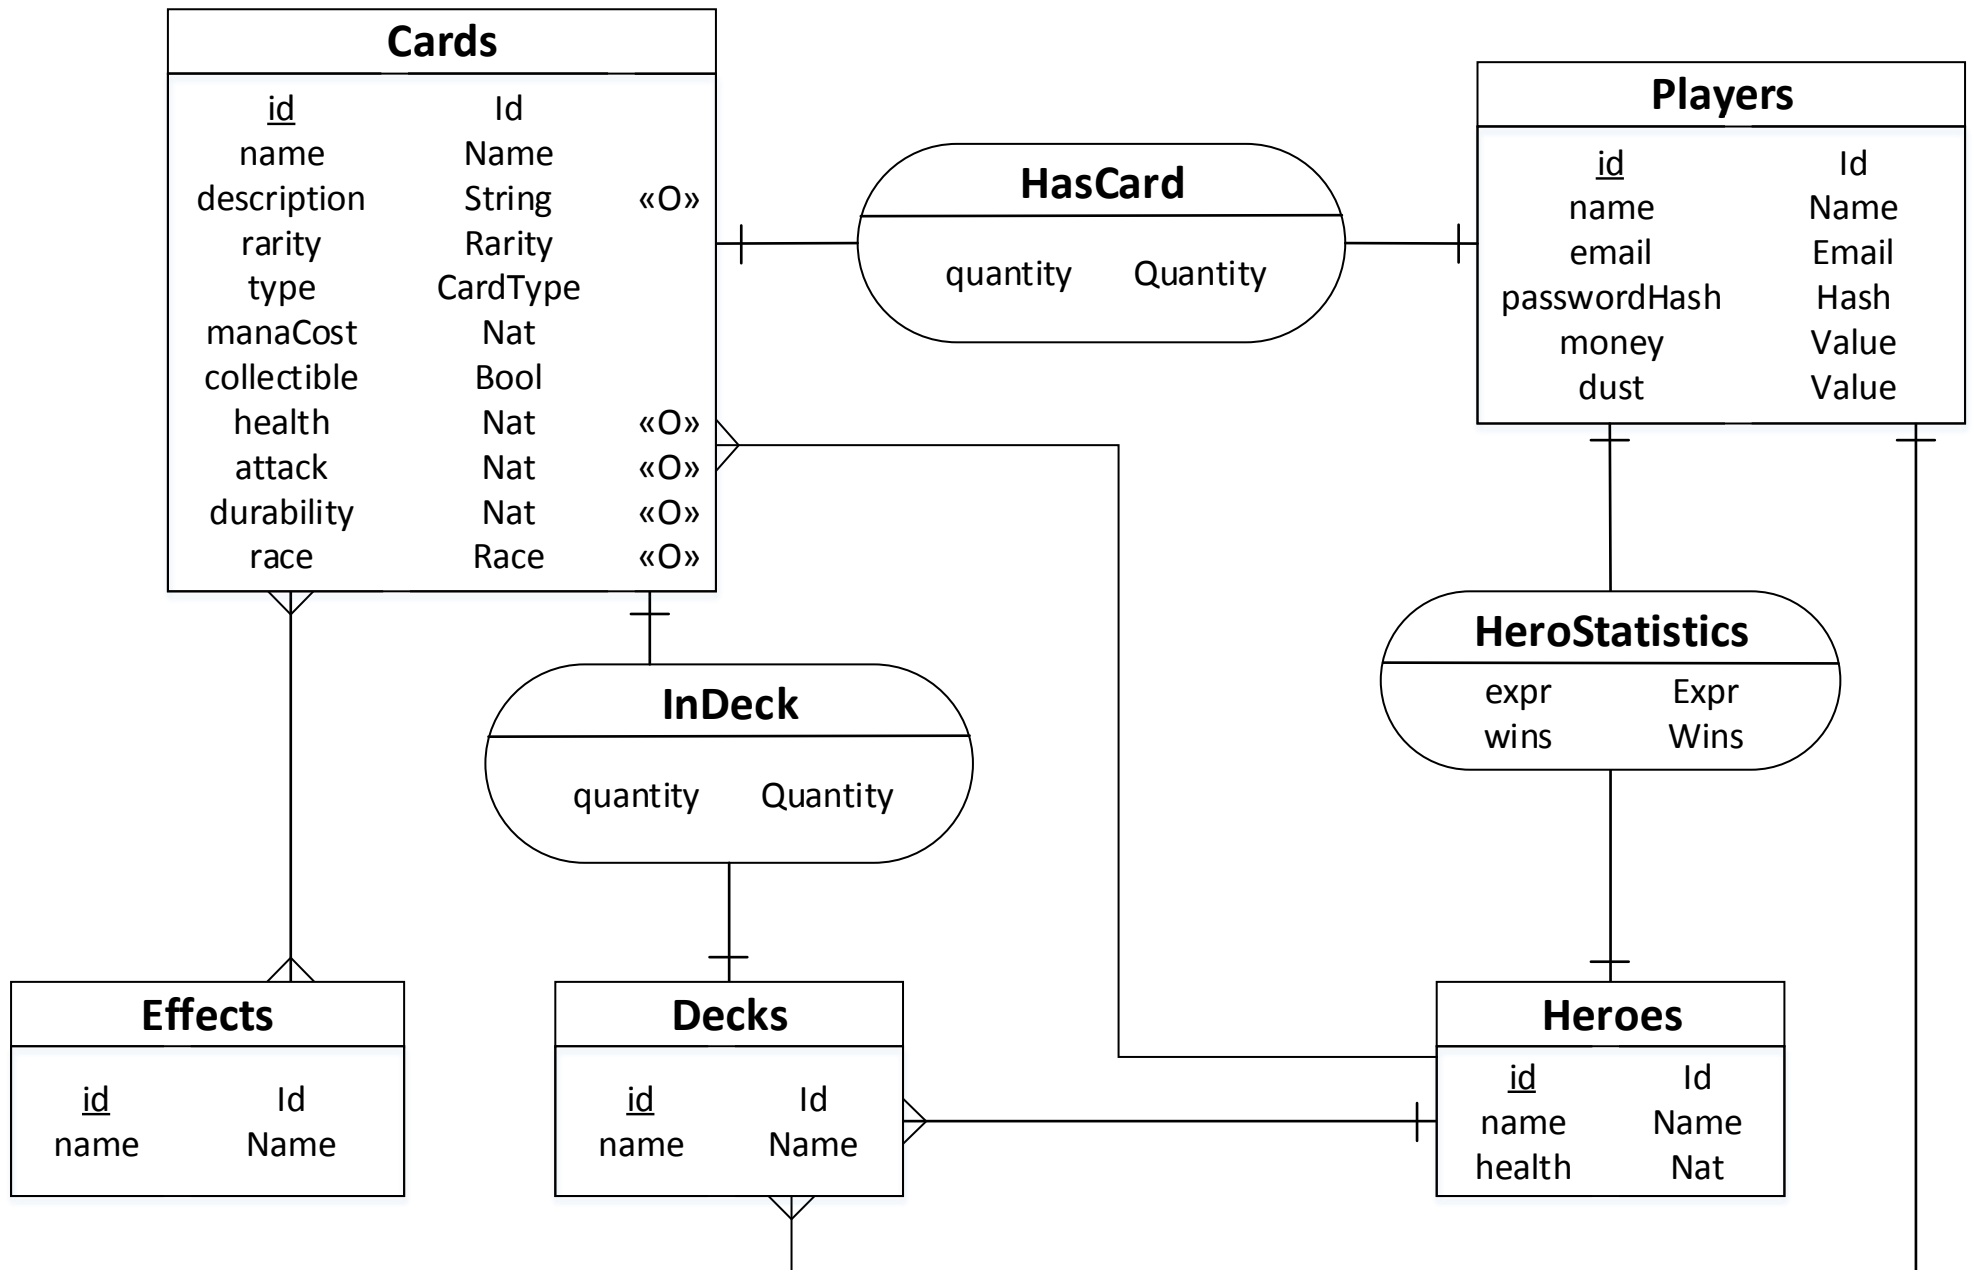 Cards
id Id
name Name
description String «O»
rarity Rarity
type CardType
manaCost Nat
collectible Bool
health Nat «O»
attack Nat «O»
durability Nat «O»
race Race «O»
HasCard
quantity Quantity
Players
id Id
name Name
email Email
passwordHash Hash
money Value
dust Value
InDeck
quantity Quantity
HeroStatistics
expr Expr
wins Wins
Effects
id Id
name Name
Decks
id Id
name Name
Heroes
id Id
name Name
health Nat